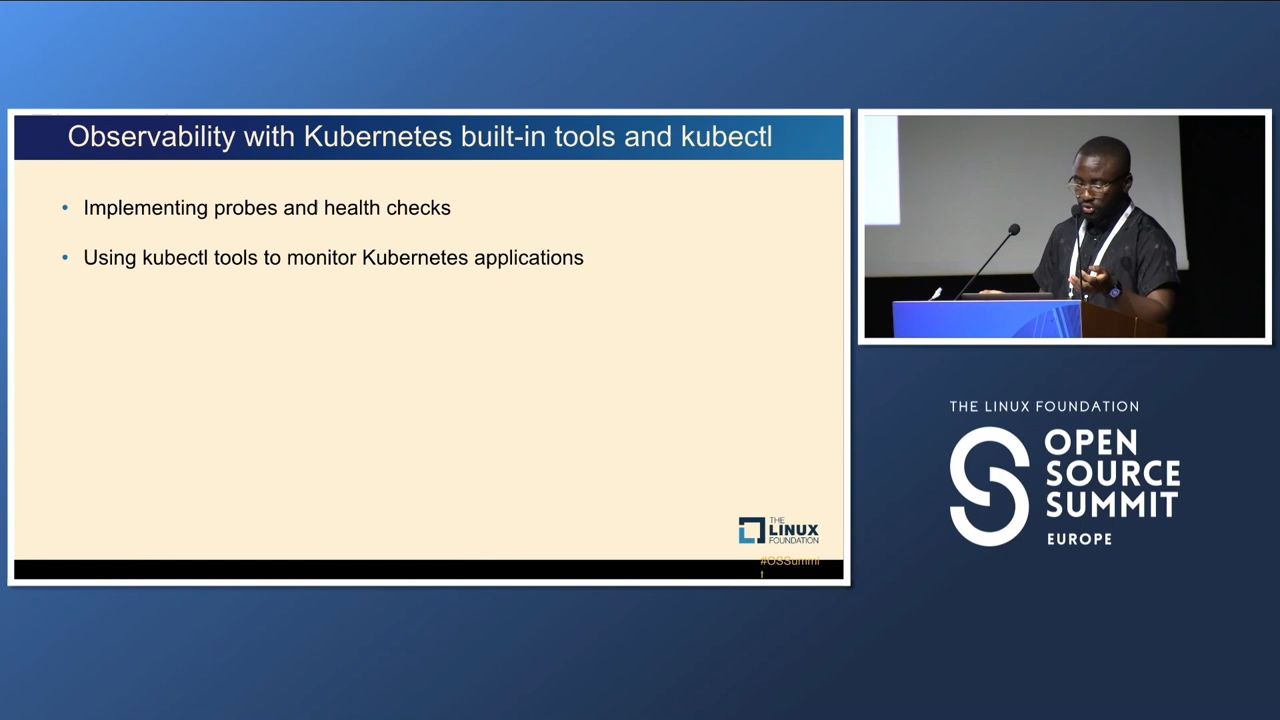 Observability with Kubernetes built-in tools and kubectl
• Implementing probes and health checks
• Using kubectl tools to monitor Kubernetes applications
THE
LINUX
FOUNDATION
#OSSummi
t
THE LINUX FOUNDATION
OPEN
SOURCE
SUMMIT
EUROPE